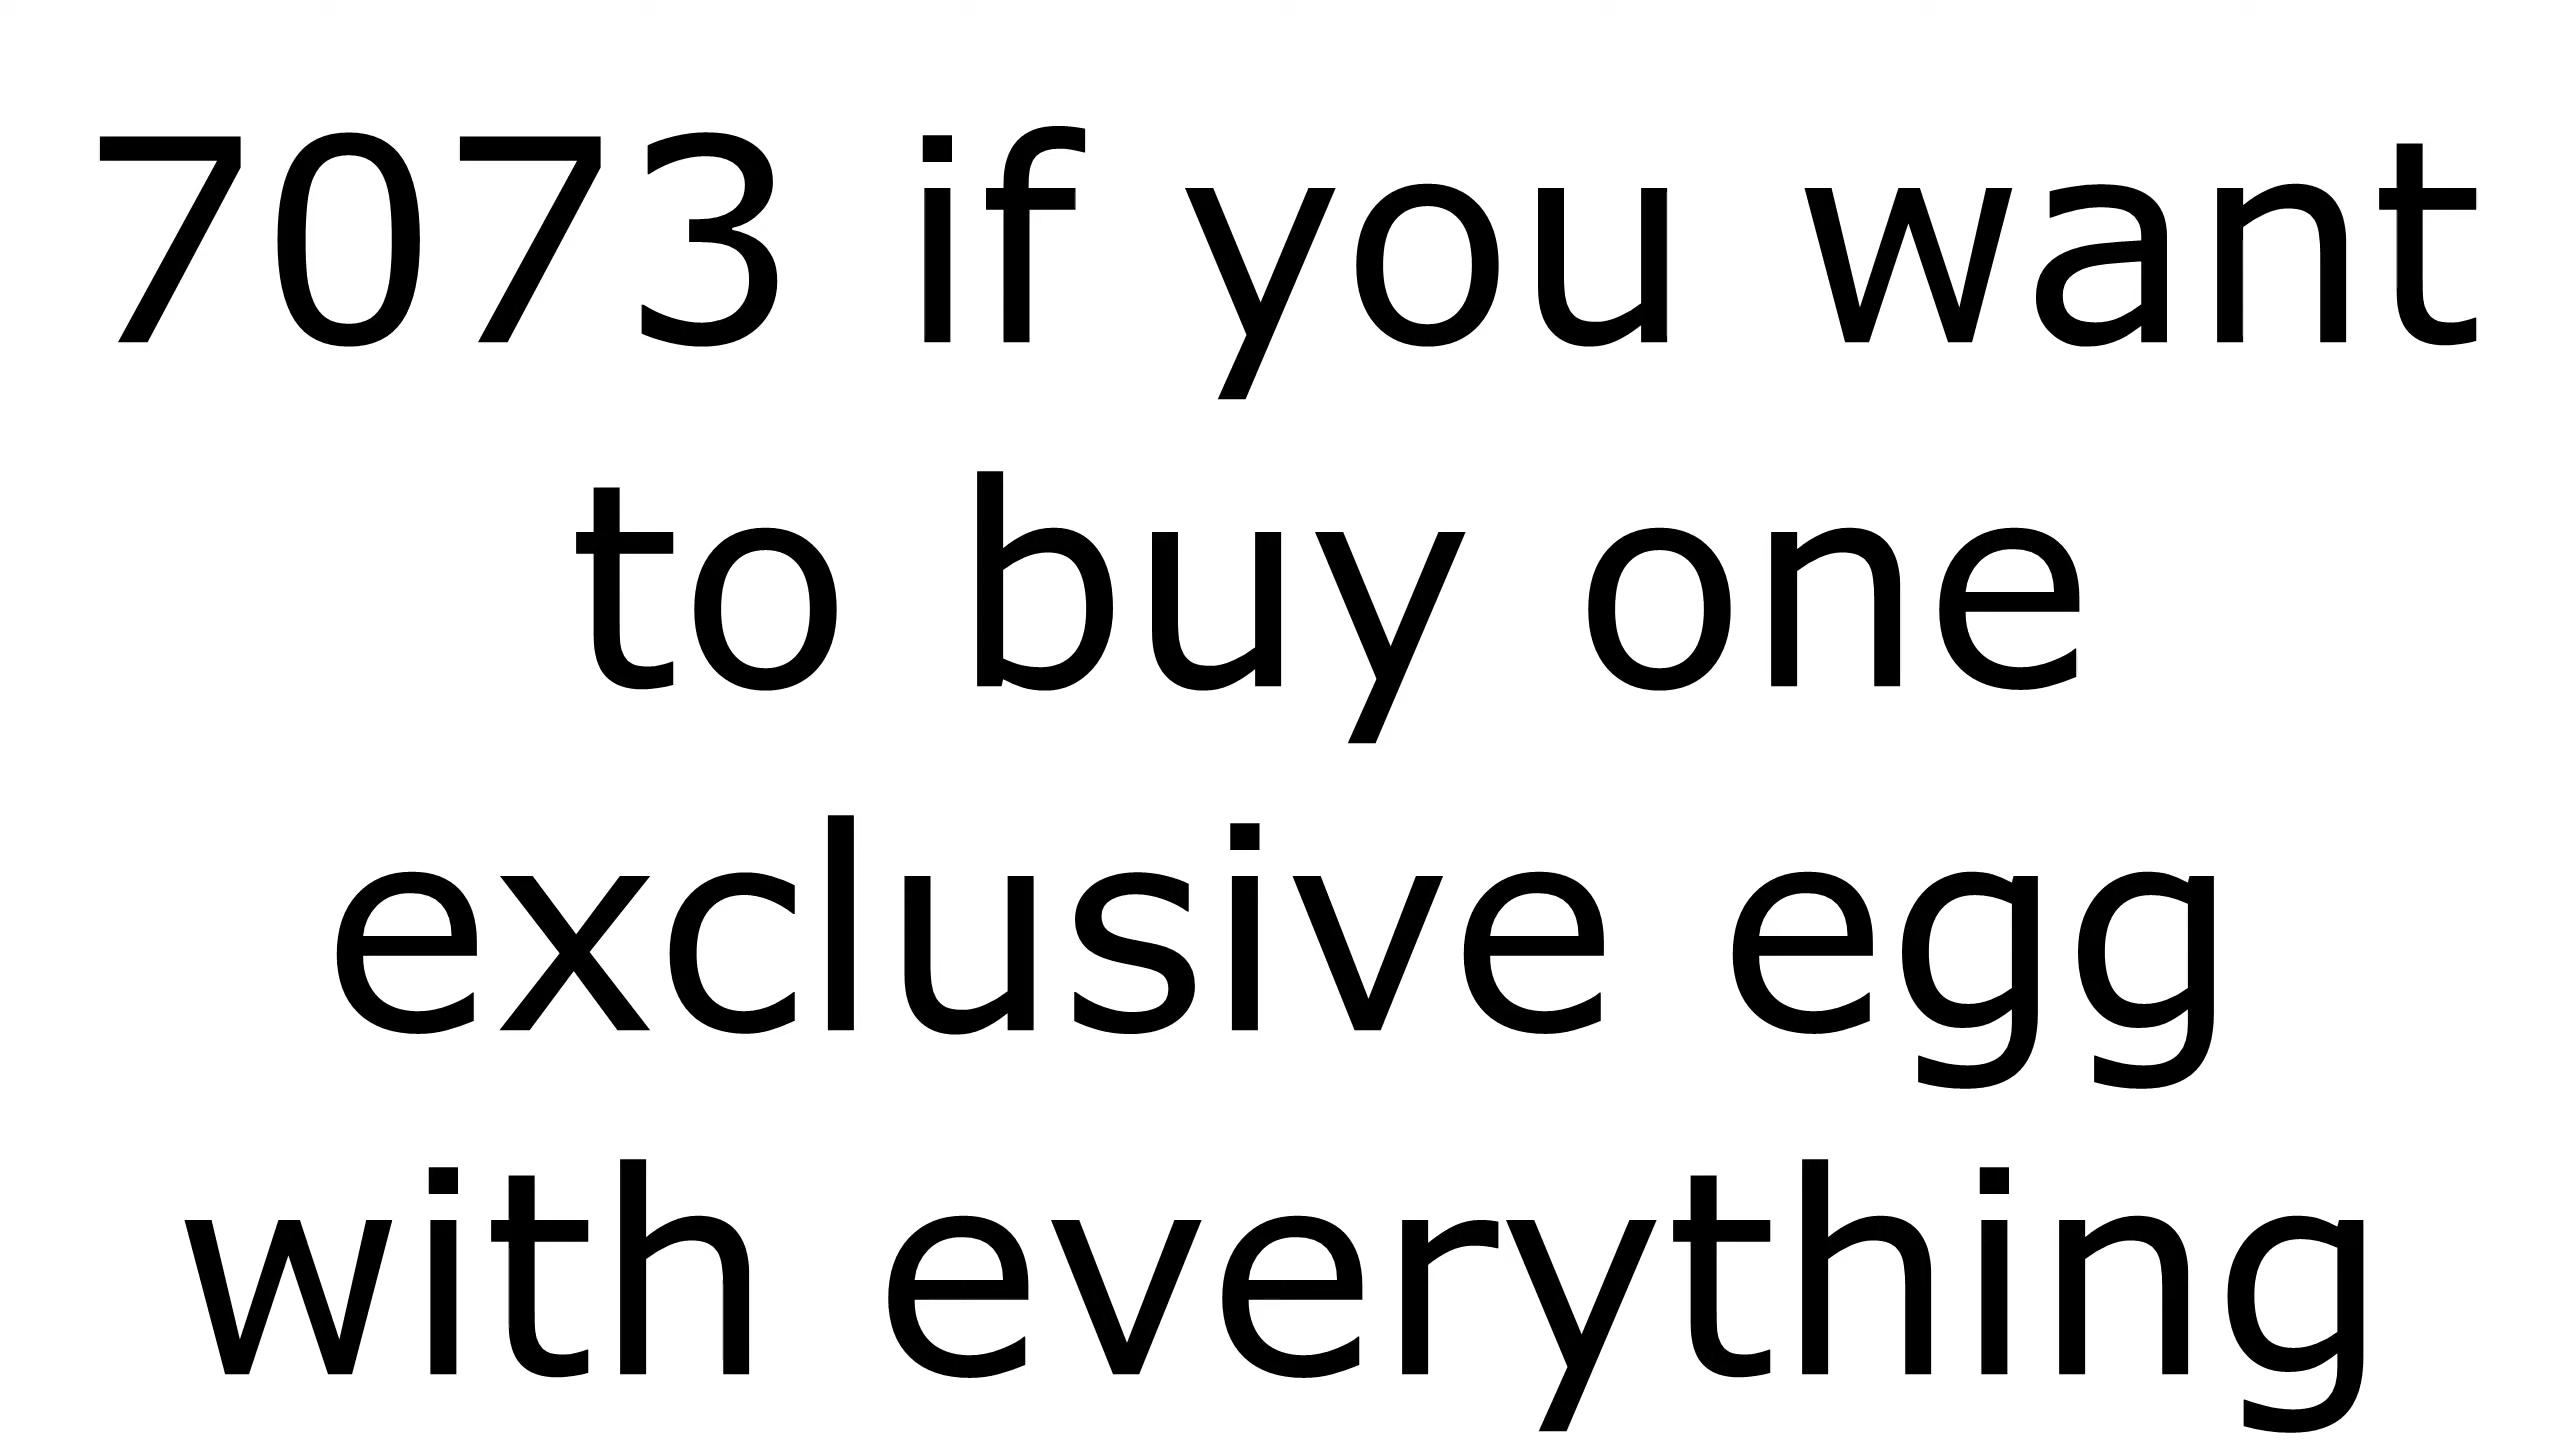 7073 if you want
to buy one
exclusive egg
with everything